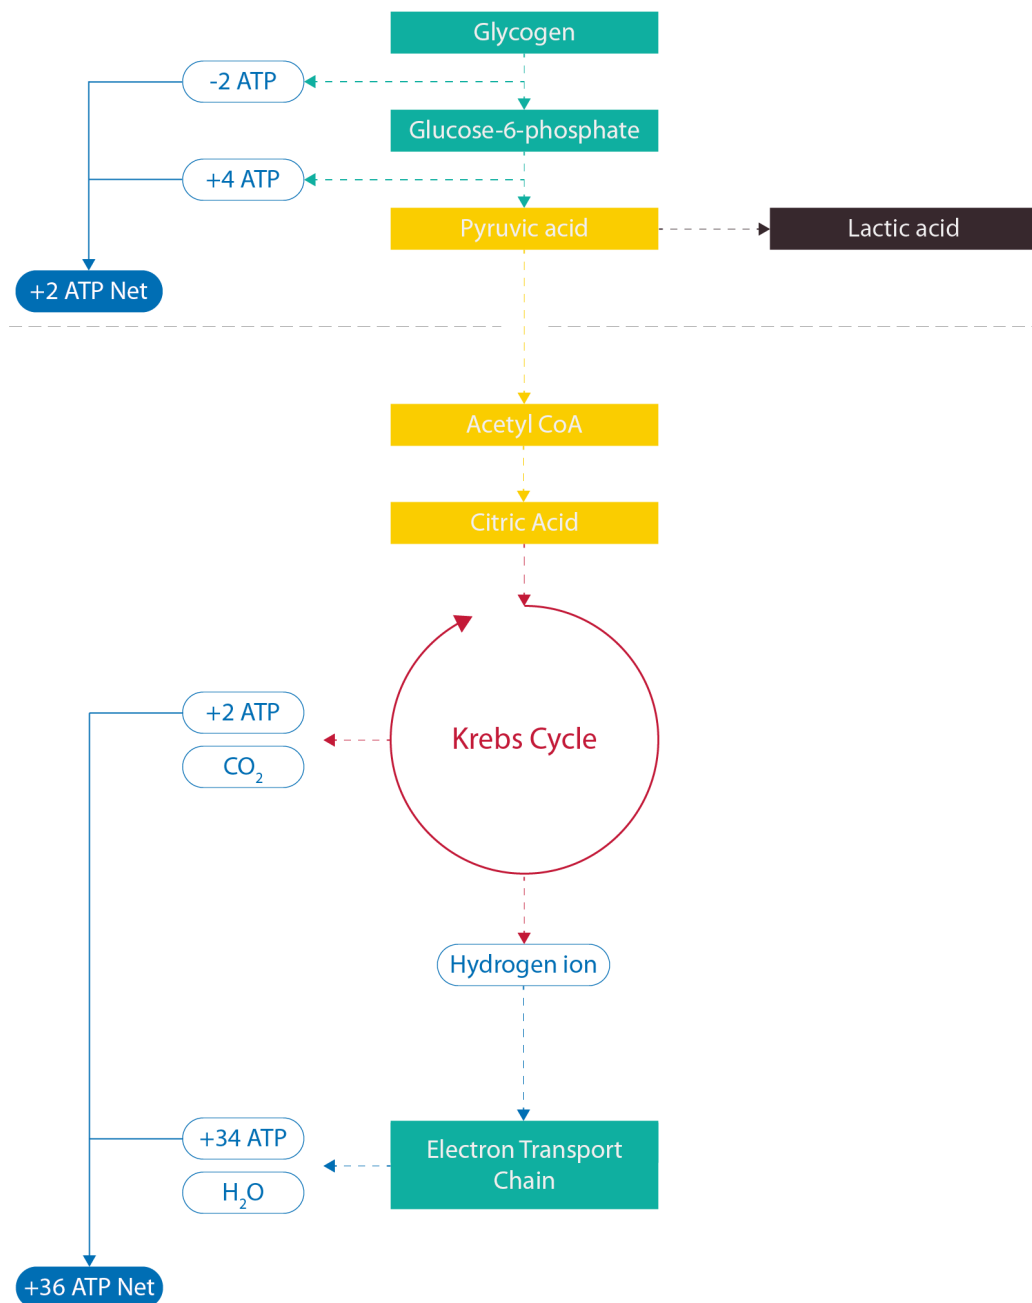 Glycogen
-2 ATP
Glucose-6-phosphate
+4 ATP
Pyruvic acid
Lactic acid
+2 ATP Net
Acetyl CoA
Citric Acid
Krebs Cycle
+2 ATP
CO₂
Hydrogen ion
Electron Transport
Chain
+34 ATP
H₂O
+36 ATP Net